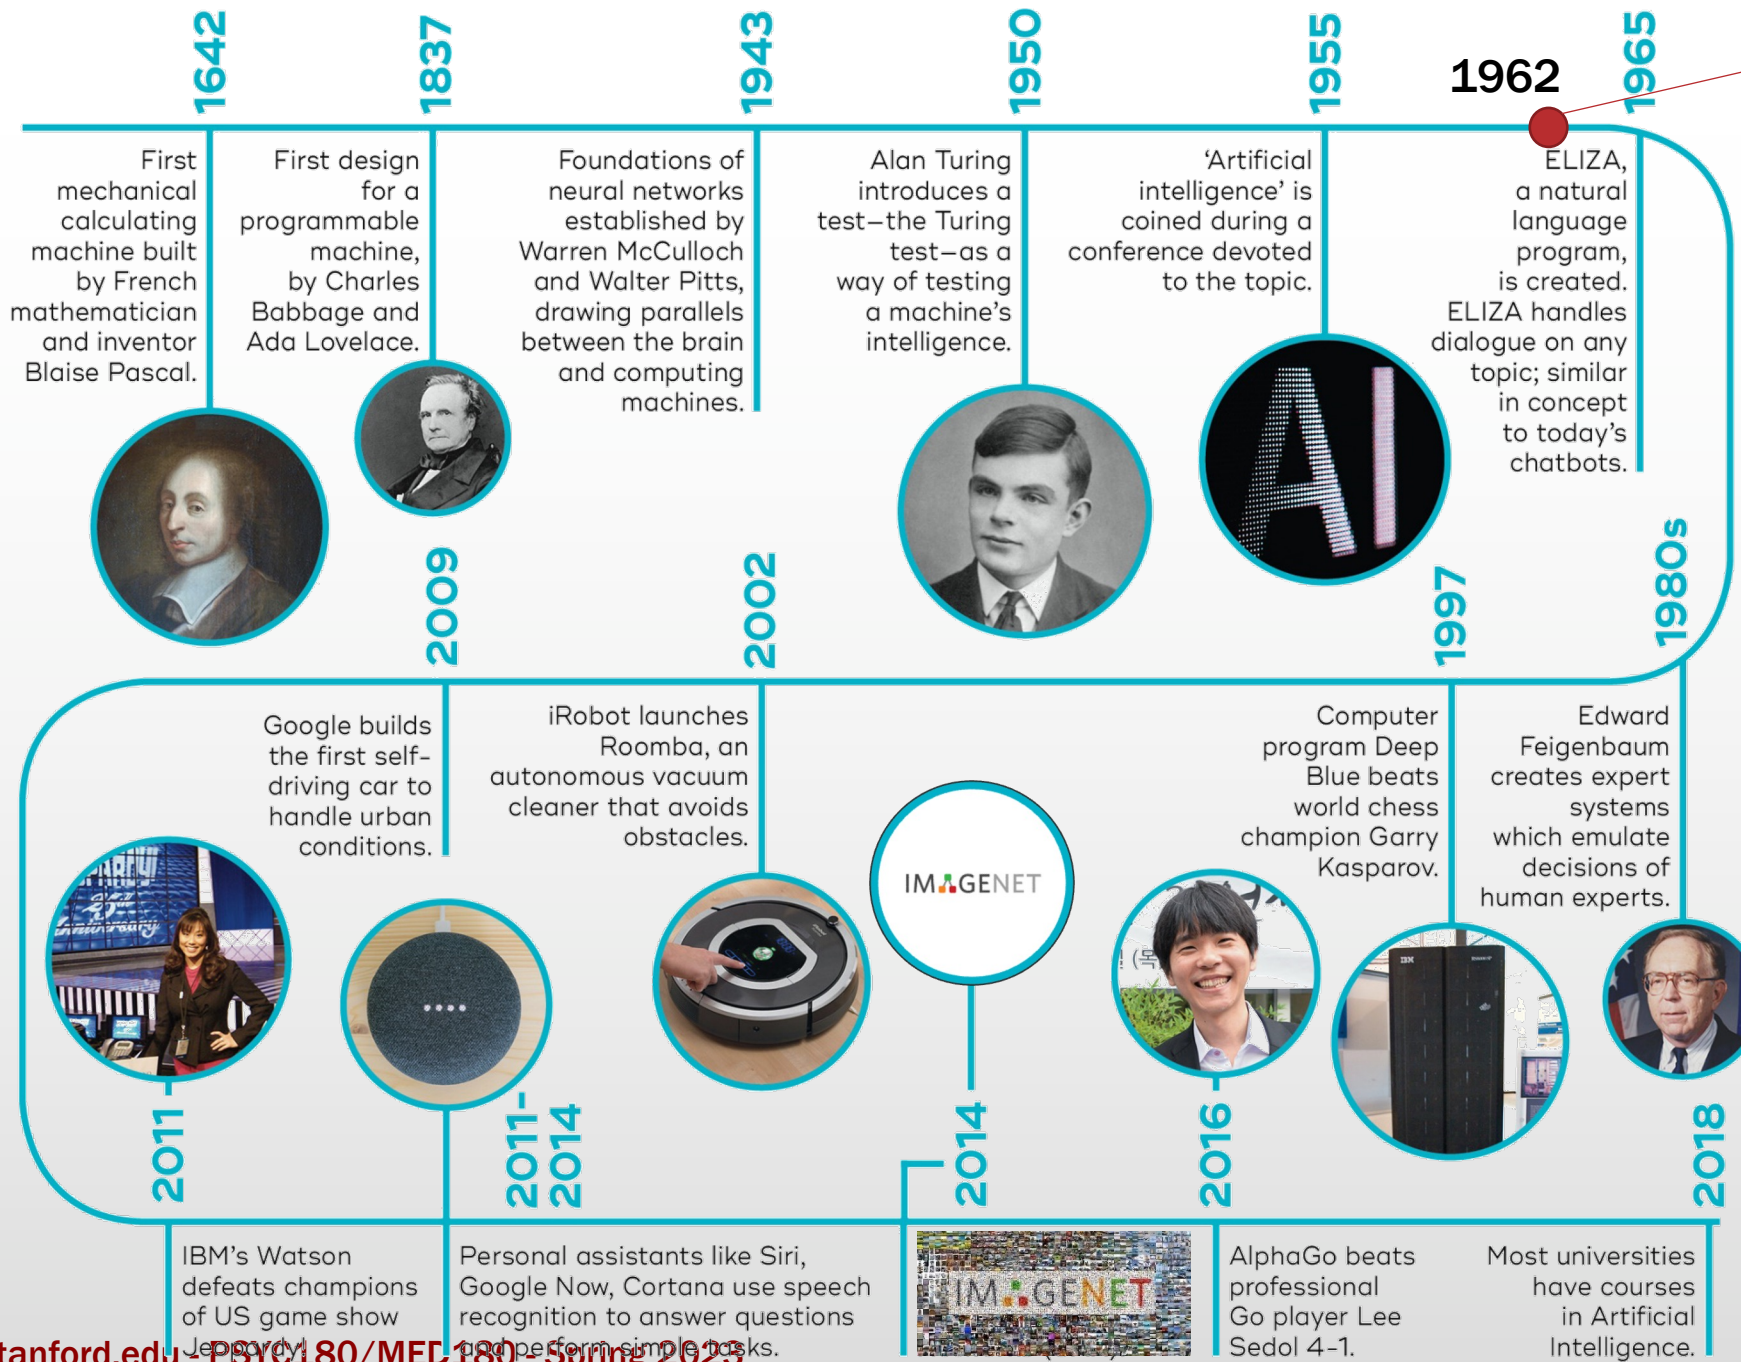 1642
1837
1943
1950
1955
1962
1965
First
mechanical
calculating
machine built
by French
mathematician
and inventor
Blaise Pascal.
First design
for a
programmable
machine,
by Charles
Babbage and
Ada Lovelace.
Foundations of
neural networks
established by
Warren McCulloch
and Walter Pitts,
drawing parallels
between the brain
and computing
machines.
Alan Turing
introduces a
test—the Turing
test—as a
way of testing
a machine's
intelligence.
'Artificial
intelligence' is
coined during a
conference devoted
to the topic.
ELIZA,
a natural
language
program,
is created.
ELIZA handles
dialogue on any
topic; similar
in concept
to today's
chatbots.
AI
1980s
Edward
Feigenbaum
creates expert
systems
which emulate
decisions of
human experts.
1997
Computer
program Deep
Blue beats
world chess
champion Garry
Kasparov.
IBM
2002
iRobot launches
Roomba, an
autonomous vacuum
cleaner that avoids
obstacles.
2009
Google builds
the first self-
driving car to
handle urban
conditions.
IMAGENET
2011
IBM's Watson
defeats champions
of US game show
Jeopardy!
2011-
2014
Personal assistants like Siri,
Google Now, Cortana use speech
recognition to answer questions
and perform simple tasks.
2014
IMAGENET
2016
AlphaGo beats
professional
Go player Lee
Sedol 4-1.
2018
Most universities
have courses
in Artificial
Intelligence.
tanford.edu - PSYC180/MED180 - Spring 2023